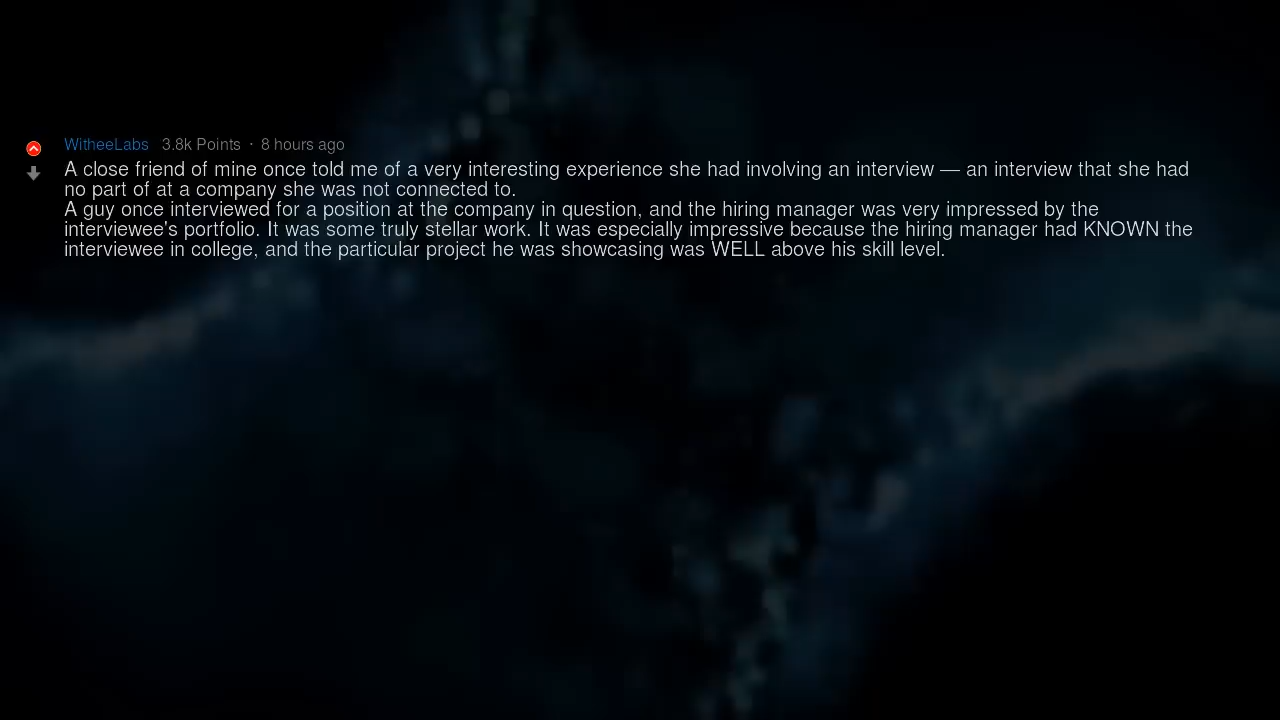 WitheeLabs 3.8k Points · 8 hours ago
A close friend of mine once told me of a very interesting experience she had involving an interview — an interview that she had
no part of at a company she was not connected to.
A guy once interviewed for a position at the company in question, and the hiring manager was very impressed by the
interviewee's portfolio. It was some truly stellar work. It was especially impressive because the hiring manager had KNOWN the
interviewee in college, and the particular project he was showcasing was WELL above his skill level.